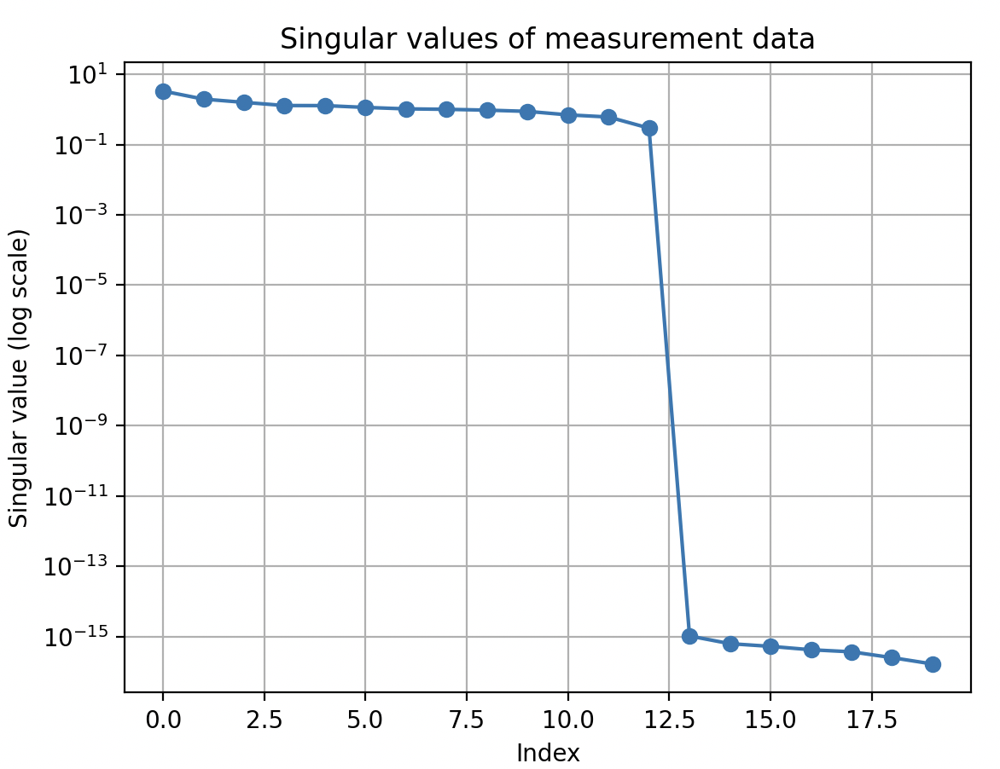 Singular values of measurement data
Singular value (log scale)
10¹
10⁻¹
10⁻³
10⁻⁵
10⁻⁷
10⁻⁹
10⁻¹¹
10⁻¹³
10⁻¹⁵
0.0 2.5 5.0 7.5 10.0 12.5 15.0 17.5
Index